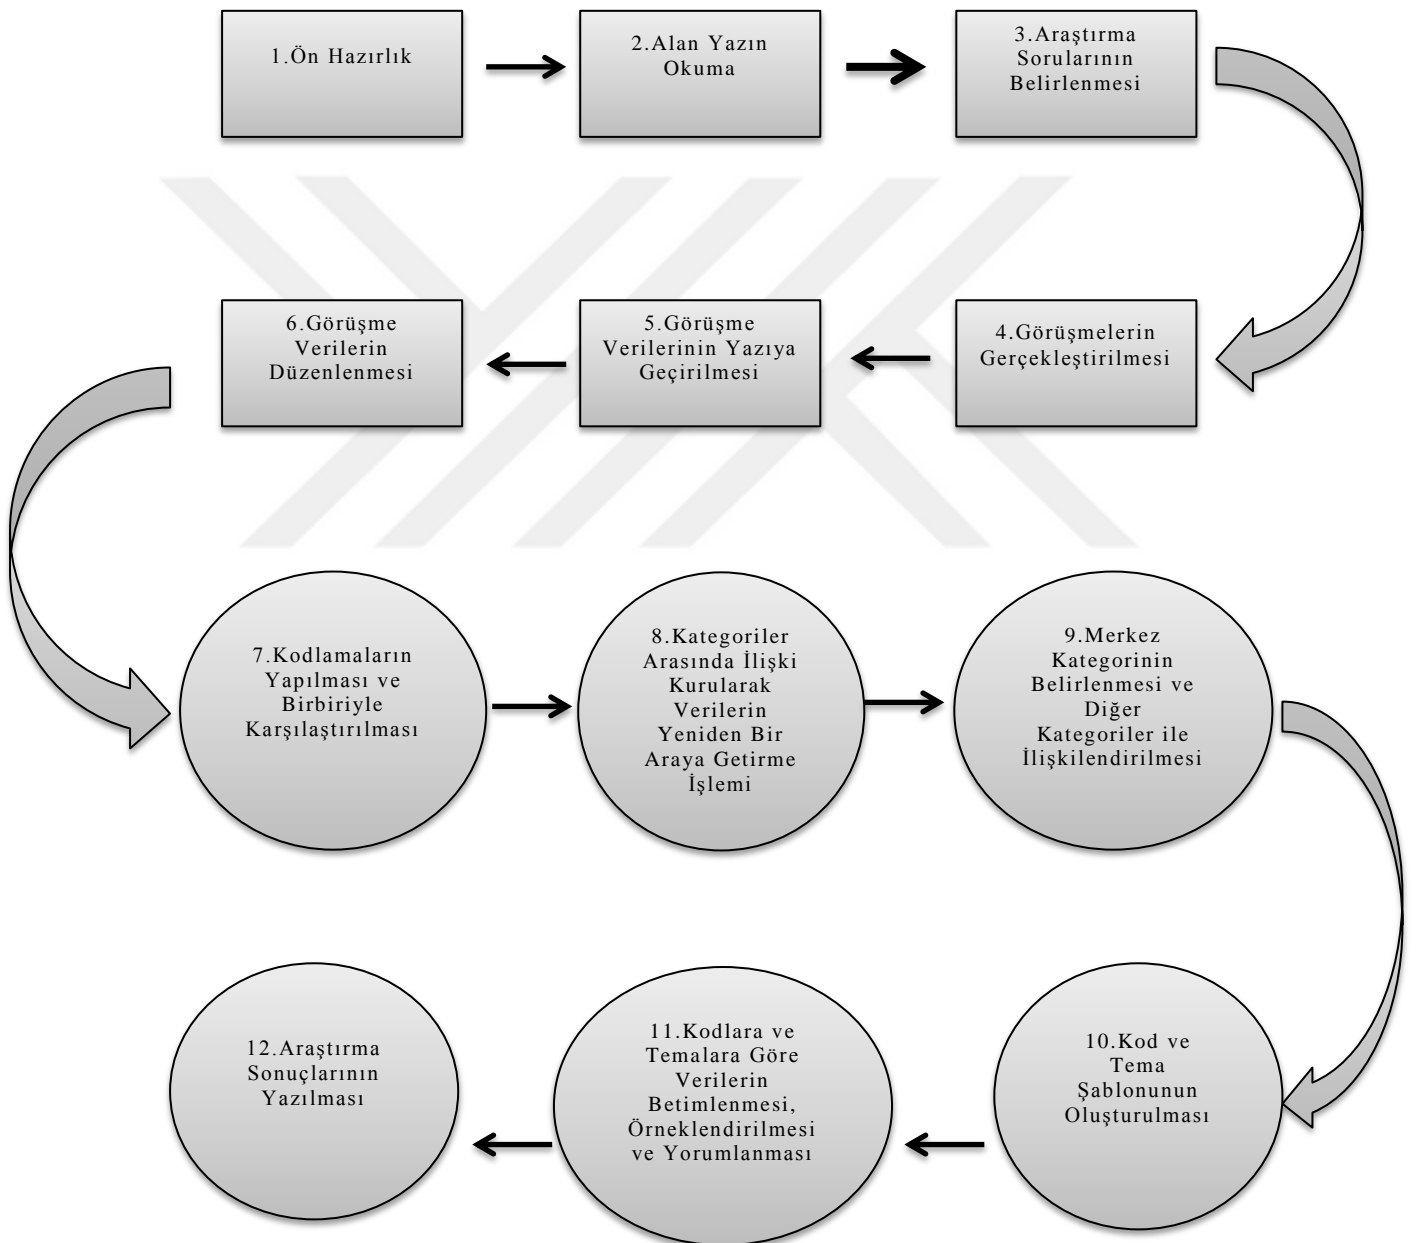 1.Ön Hazırlık
2.Alan Yazın
Okuma
3.Araştırma
Sorularının
Belirlenmesi
4.Görüşmelerin
Gerçekleştirilmesi
5.Görüşme
Verilerinin Yazıya
Geçirilmesi
6.Görüşme
Verilerin
Düzenlenmesi
7.Kodlamaların
Yapılması ve
Birbiriyle
Karşılaştırılması
8.Kategoriler
Arasında İlişki
Kurularak
Verilerin
Yeniden Bir
Araya Getirme
İşlemi
9.Merkez
Kategorinin
Belirlenmesi ve
Diğer
Kategoriler ile
İlişkilendirilmesi
10.Kod ve
Tema
Şablonunun
Oluşturulması
11.Kodlara ve
Temalara Göre
Verilerin
Betimlenmesi,
Örneklendirilmesi
ve Yorumlanması
12.Araştırma
Sonuçlarının
Yazılması